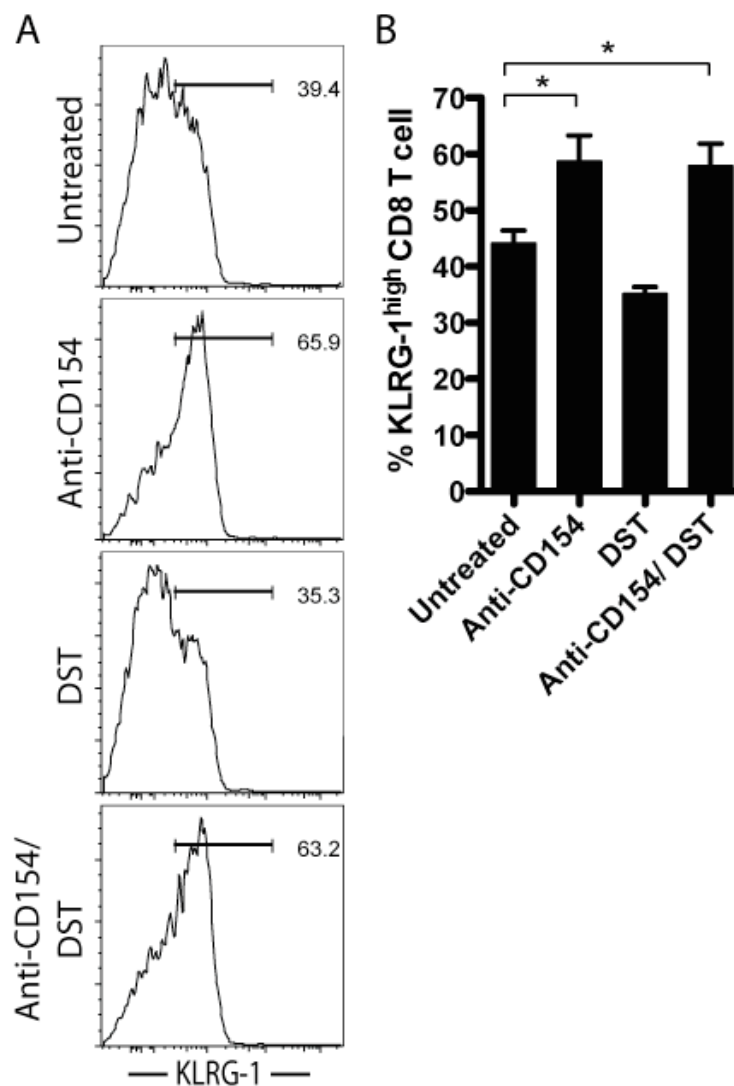 A
Untreated
39.4
Anti-CD154
65.9
DST
35.3
Anti-CD154/
DST
63.2
KLRG-1
B
*
*
% KLRG-1high CD8 T cell
70
60
50
40
30
20
10
0
Untreated
Anti-CD154
DST
Anti-CD154/ DST